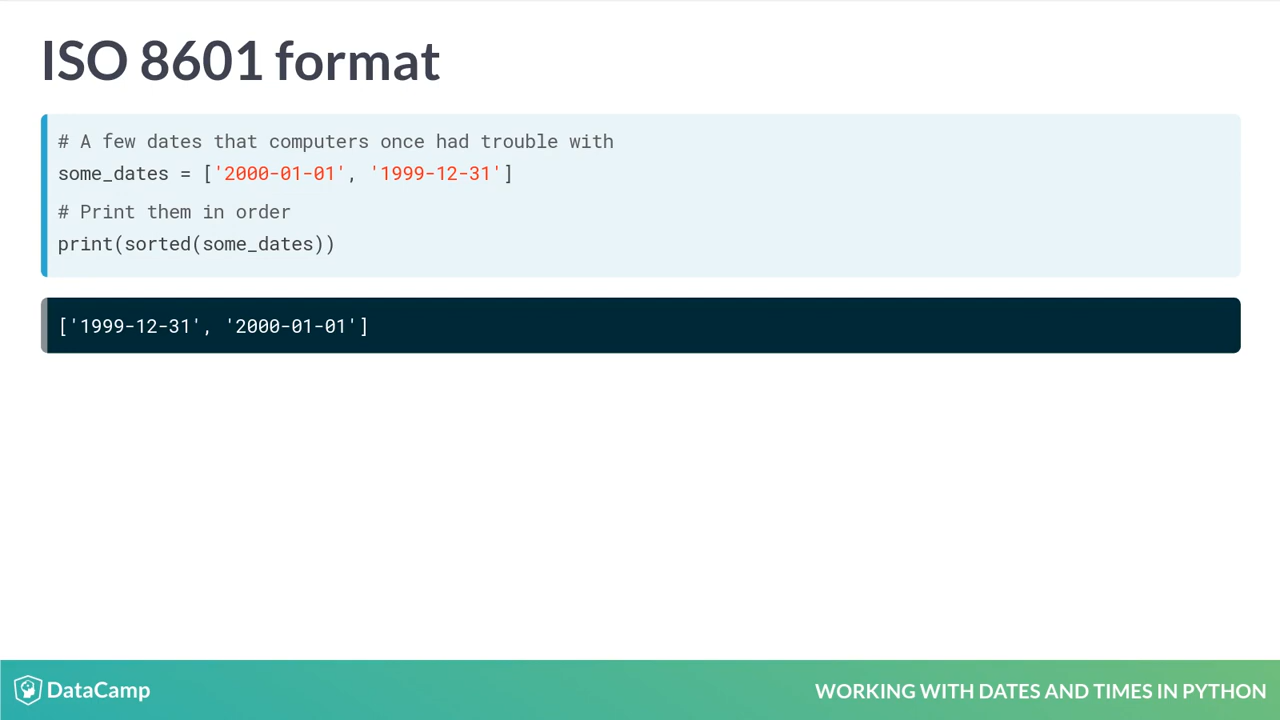 ISO 8601 format
# A few dates that computers once had trouble with
some_dates = ['2000-01-01', '1999-12-31']
# Print them in order
print(sorted(some_dates))
['1999-12-31', '2000-01-01']
DataCamp
WORKING WITH DATES AND TIMES IN PYTHON